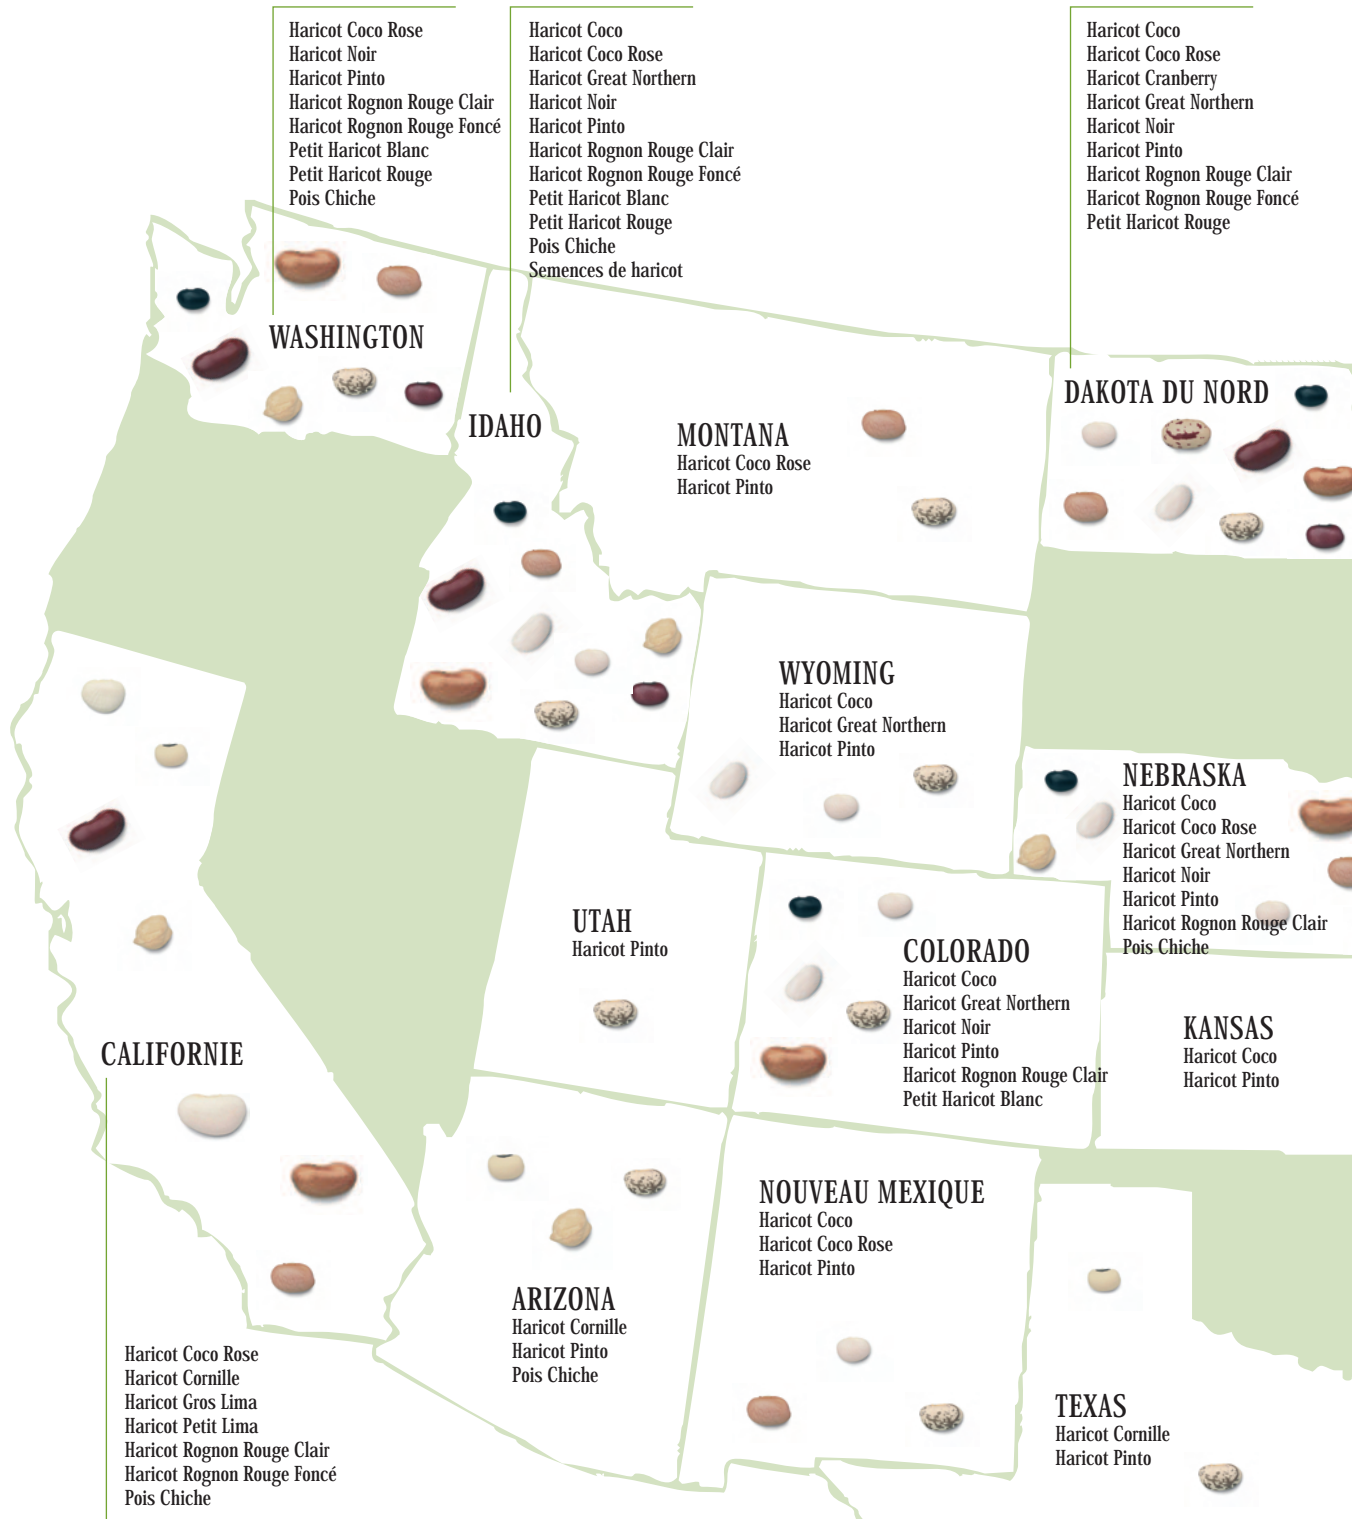 Haricot Coco Rose
Haricot Noir
Haricot Pinto
Haricot Rognon Rouge Clair
Haricot Rognon Rouge Foncé
Petit Haricot Blanc
Petit Haricot Rouge
Pois Chiche
WASHINGTON
Haricot Coco
Haricot Coco Rose
Haricot Great Northern
Haricot Noir
Haricot Pinto
Haricot Rognon Rouge Clair
Haricot Rognon Rouge Foncé
Petit Haricot Blanc
Petit Haricot Rouge
Pois Chiche
Semences de haricot
IDAHO
Haricot Coco
Haricot Coco Rose
Haricot Cranberry
Haricot Great Northern
Haricot Noir
Haricot Pinto
Haricot Rognon Rouge Clair
Haricot Rognon Rouge Foncé
Petit Haricot Rouge
DAKOTA DU NORD
MONTANA
Haricot Coco Rose
Haricot Pinto
WYOMING
Haricot Coco
Haricot Great Northern
Haricot Pinto
NEBRASKA
Haricot Coco
Haricot Coco Rose
Haricot Great Northern
Haricot Noir
Haricot Pinto
Haricot Rognon Rouge Clair
Pois Chiche
UTAH
Haricot Pinto
COLORADO
Haricot Coco
Haricot Great Northern
Haricot Noir
Haricot Pinto
Haricot Rognon Rouge Clair
Petit Haricot Blanc
KANSAS
Haricot Coco
Haricot Pinto
CALIFORNIE
Haricot Coco Rose
Haricot Cornille
Haricot Gros Lima
Haricot Petit Lima
Haricot Rognon Rouge Clair
Haricot Rognon Rouge Foncé
Pois Chiche
ARIZONA
Haricot Cornille
Haricot Pinto
Pois Chiche
NOUVEAU MEXIQUE
Haricot Coco
Haricot Coco Rose
Haricot Pinto
TEXAS
Haricot Cornille
Haricot Pinto